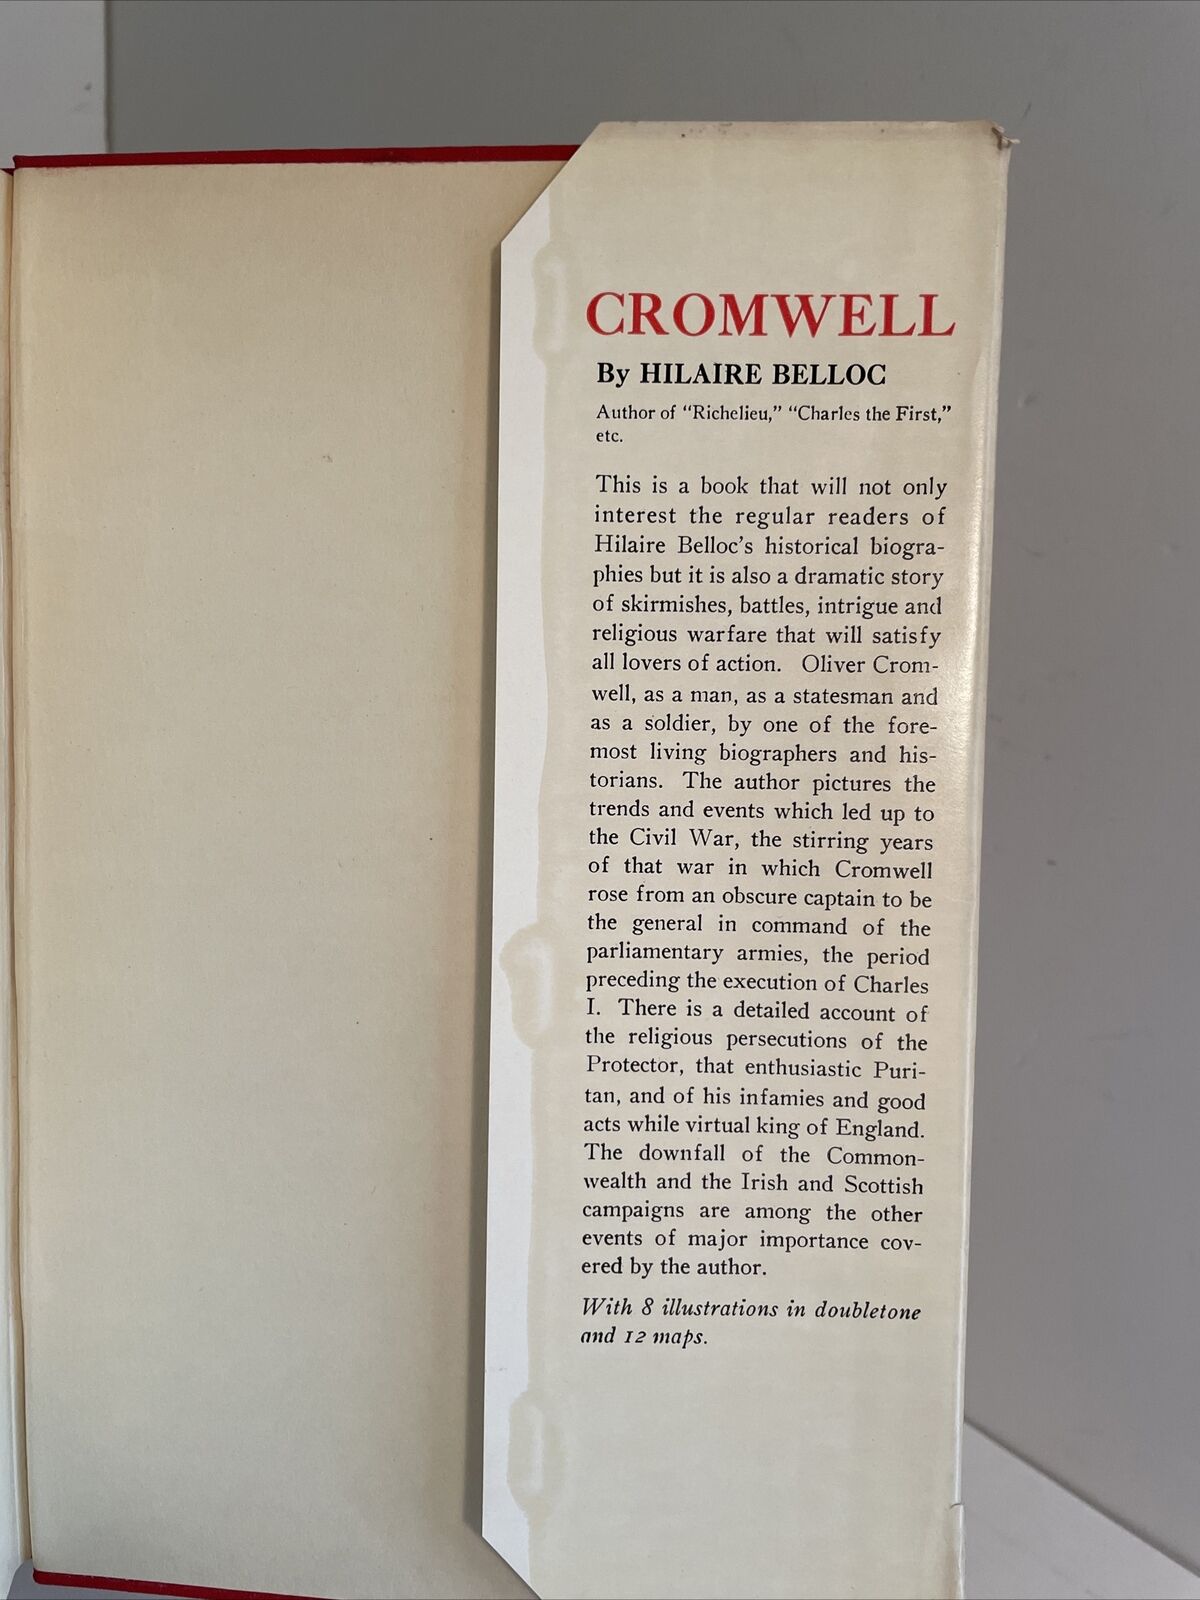 CROMWELL
By HILAIRE BELLOC
Author of “Richelieu,” “Charles the First,”
etc.
This is a book that will not only
interest the regular readers of
Hilaire Belloc’s historical biogra-
phies but it is also a dramatic story
of skirmishes, battles, intrigue and
religious warfare that will satisfy
all lovers of action. Oliver Crom-
well, as a man, as a statesman and
as a soldier, by one of the fore-
most living biographers and his-
torians. The author pictures the
trends and events which led up to
the Civil War, the stirring years
of that war in which Cromwell
rose from an obscure captain to be
the general in command of the
parliamentary armies, the period
preceding the execution of Charles
I. There is a detailed account of
the religious persecutions of the
Protector, that enthusiastic Puri-
tan, and of his infamies and good
acts while virtual king of England.
The downfall of the Common-
wealth and the Irish and Scottish
campaigns are among the other
events of major importance cov-
ered by the author.
With 8 illustrations in doubletone
and 12 maps.